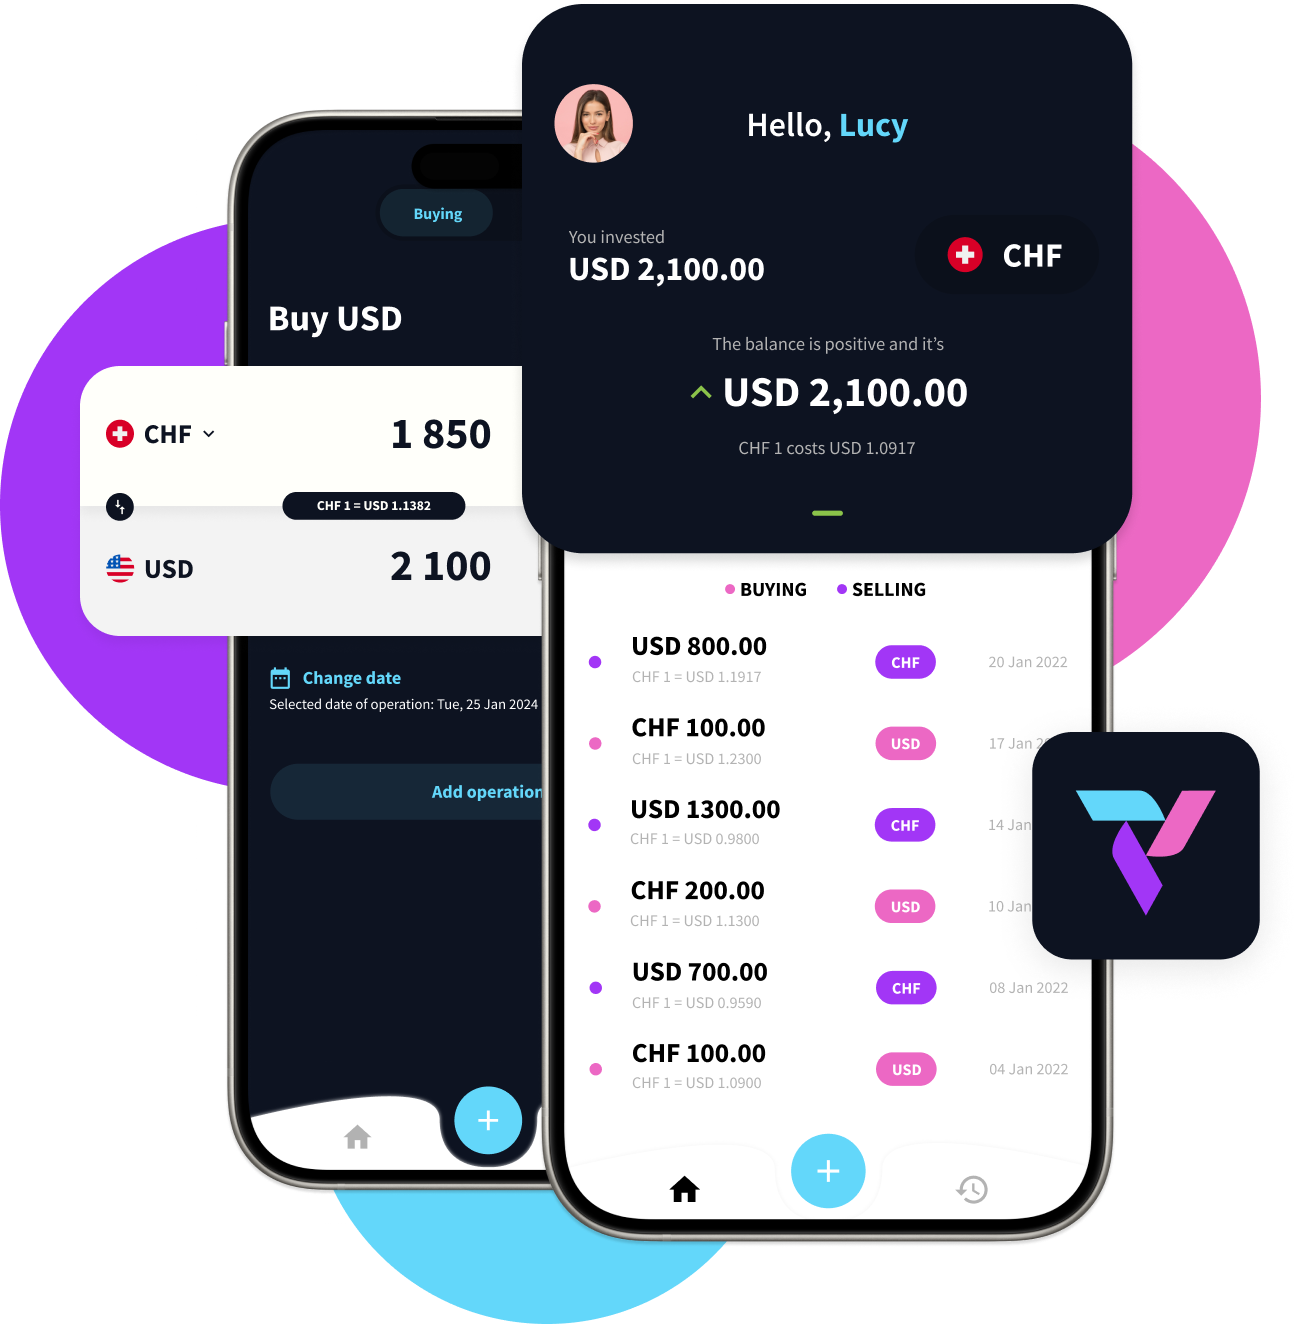 Buying
Buy USD
CHF
1 850
CHF 1 = USD 1.1382
USD
2 100
Change date
Selected date of operation: Tue, 25 Jan 2024
Add operation
Hello, Lucy
You invested
USD 2,100.00
CHF
The balance is positive and it's
USD 2,100.00
CHF 1 costs USD 1.0917
BUYING SELLING
USD 800.00
CHF 1 = USD 1.1917
CHF
20 Jan 2022
CHF 100.00
CHF 1 = USD 1.2300
USD
17 Jan
USD 1300.00
CHF 1 = USD 0.9800
CHF
14 Jan
CHF 200.00
CHF 1 = USD 1.1300
USD
10 Jan
USD 700.00
CHF 1 = USD 0.9590
CHF
08 Jan 2022
CHF 100.00
CHF 1 = USD 1.0900
USD
04 Jan 2022